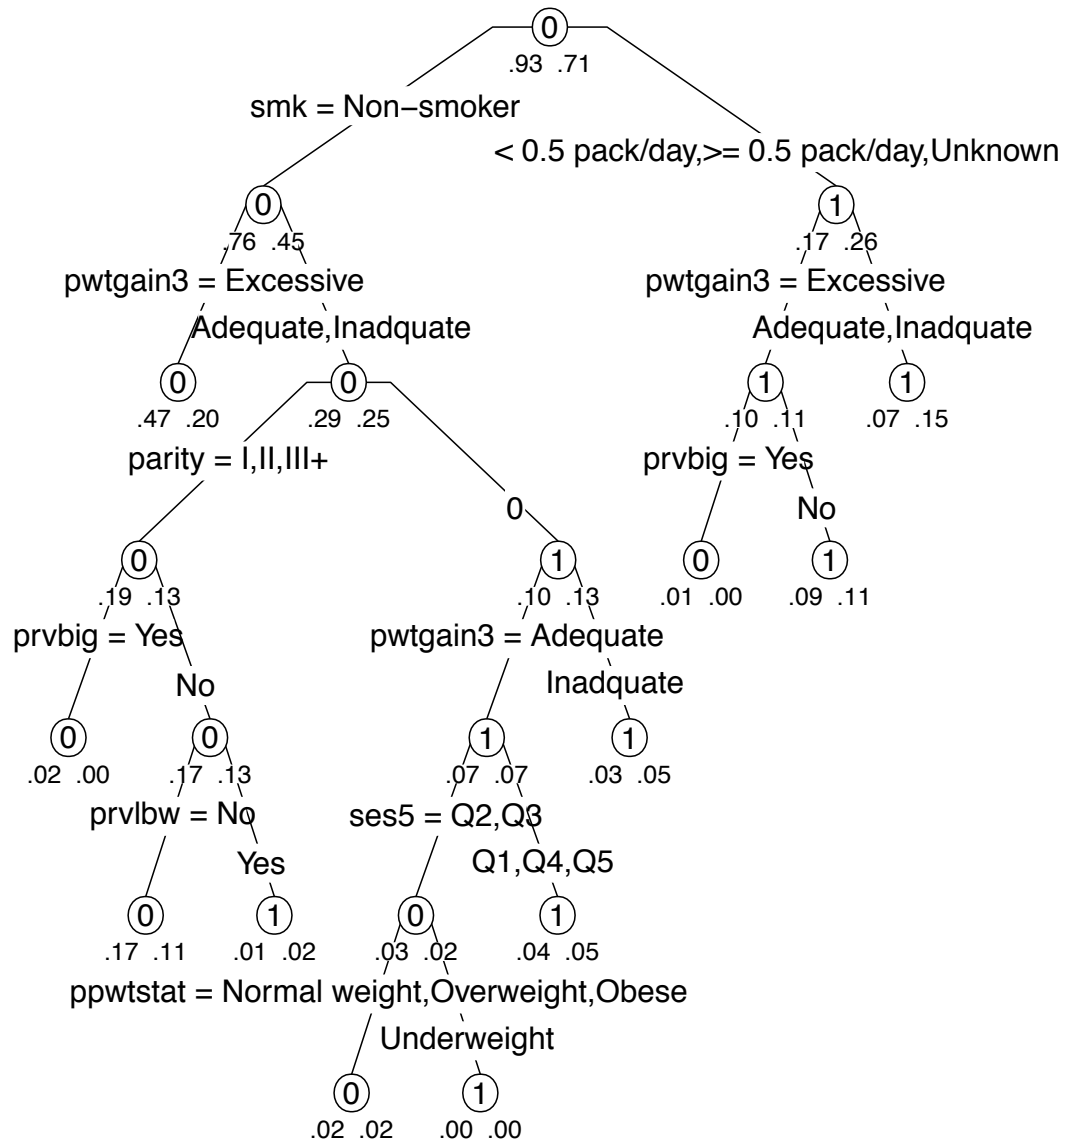 0
.93 .71
smk = Non−smoker
< 0.5 pack/day,>= 0.5 pack/day,Unknown
0
1
.76 .45
.17 .26
pwtgain3 = Excessive
pwtgain3 = Excessive
Adequate,Inadquate
Adequate,Inadquate
0
0
1
1
.47 .20
.29 .25
.10 .11
.07 .15
parity = I,II,III+
prvbig = Yes
0
No
0
1
0
1
.19 .13
.10 .13
.01 .00
.09 .11
prvbig = Yes
pwtgain3 = Adequate
No
Inadquate
0
0
1
1
.02 .00
.17 .13
.07 .07
.03 .05
prvlbw = No
ses5 = Q2,Q3
Yes
Q1,Q4,Q5
0
1
0
1
.17 .11
.01 .02
.03 .02
.04 .05
ppwtstat = Normal weight,Overweight,Obese
Underweight
0
1
.02 .02
.00 .00